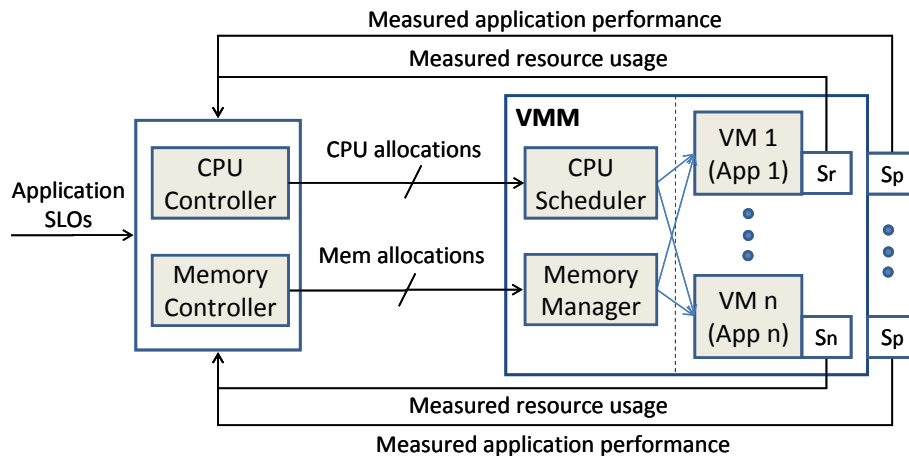 Measured application performance
Measured resource usage
VMM
CPU
Controller
CPU allocations
CPU
Scheduler
VM 1
(App 1)
Sr
Sp
Application
SLOs
Memory
Controller
Mem allocations
Memory
Manager
VM n
(App n)
Sn
Sp
Measured resource usage
Measured application performance